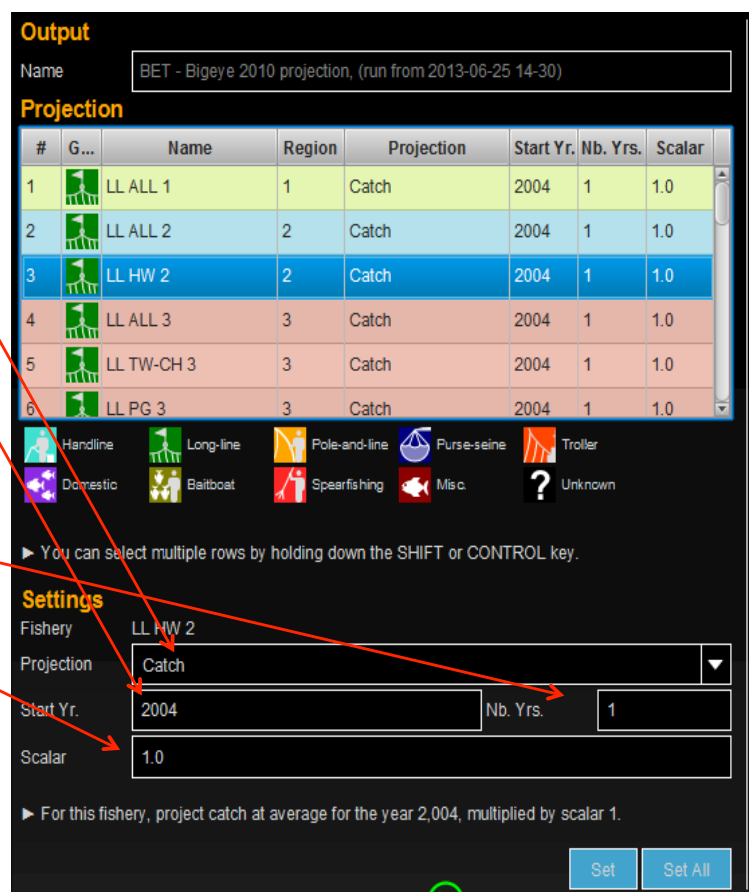 Output
Name BET - Bigeye 2010 projection, (run from 2013-06-25 14-30)
Projection
# G... Name Region Projection Start Yr. Nb. Yrs. Scalar
1 LL ALL 1 1 Catch 2004 1 1.0
2 LL ALL 2 2 Catch 2004 1 1.0
3 LL HW 2 2 Catch 2004 1 1.0
4 LL ALL 3 3 Catch 2004 1 1.0
5 LL TW-CH 3 3 Catch 2004 1 1.0
6 LL PG 3 3 Catch 2004 1 1.0
Handline Long-line Pole-and-line Purse-seine Troller
Domestic Baitboat Spearfishing Misc. ? Unknown
► You can select multiple rows by holding down the SHIFT or CONTROL key.
Settings
Fishery LL HW 2
Projection Catch
Start Yr. 2004 Nb. Yrs. 1
Scalar 1.0
► For this fishery, project catch at average for the year 2,004, multiplied by scalar 1.
Set Set All